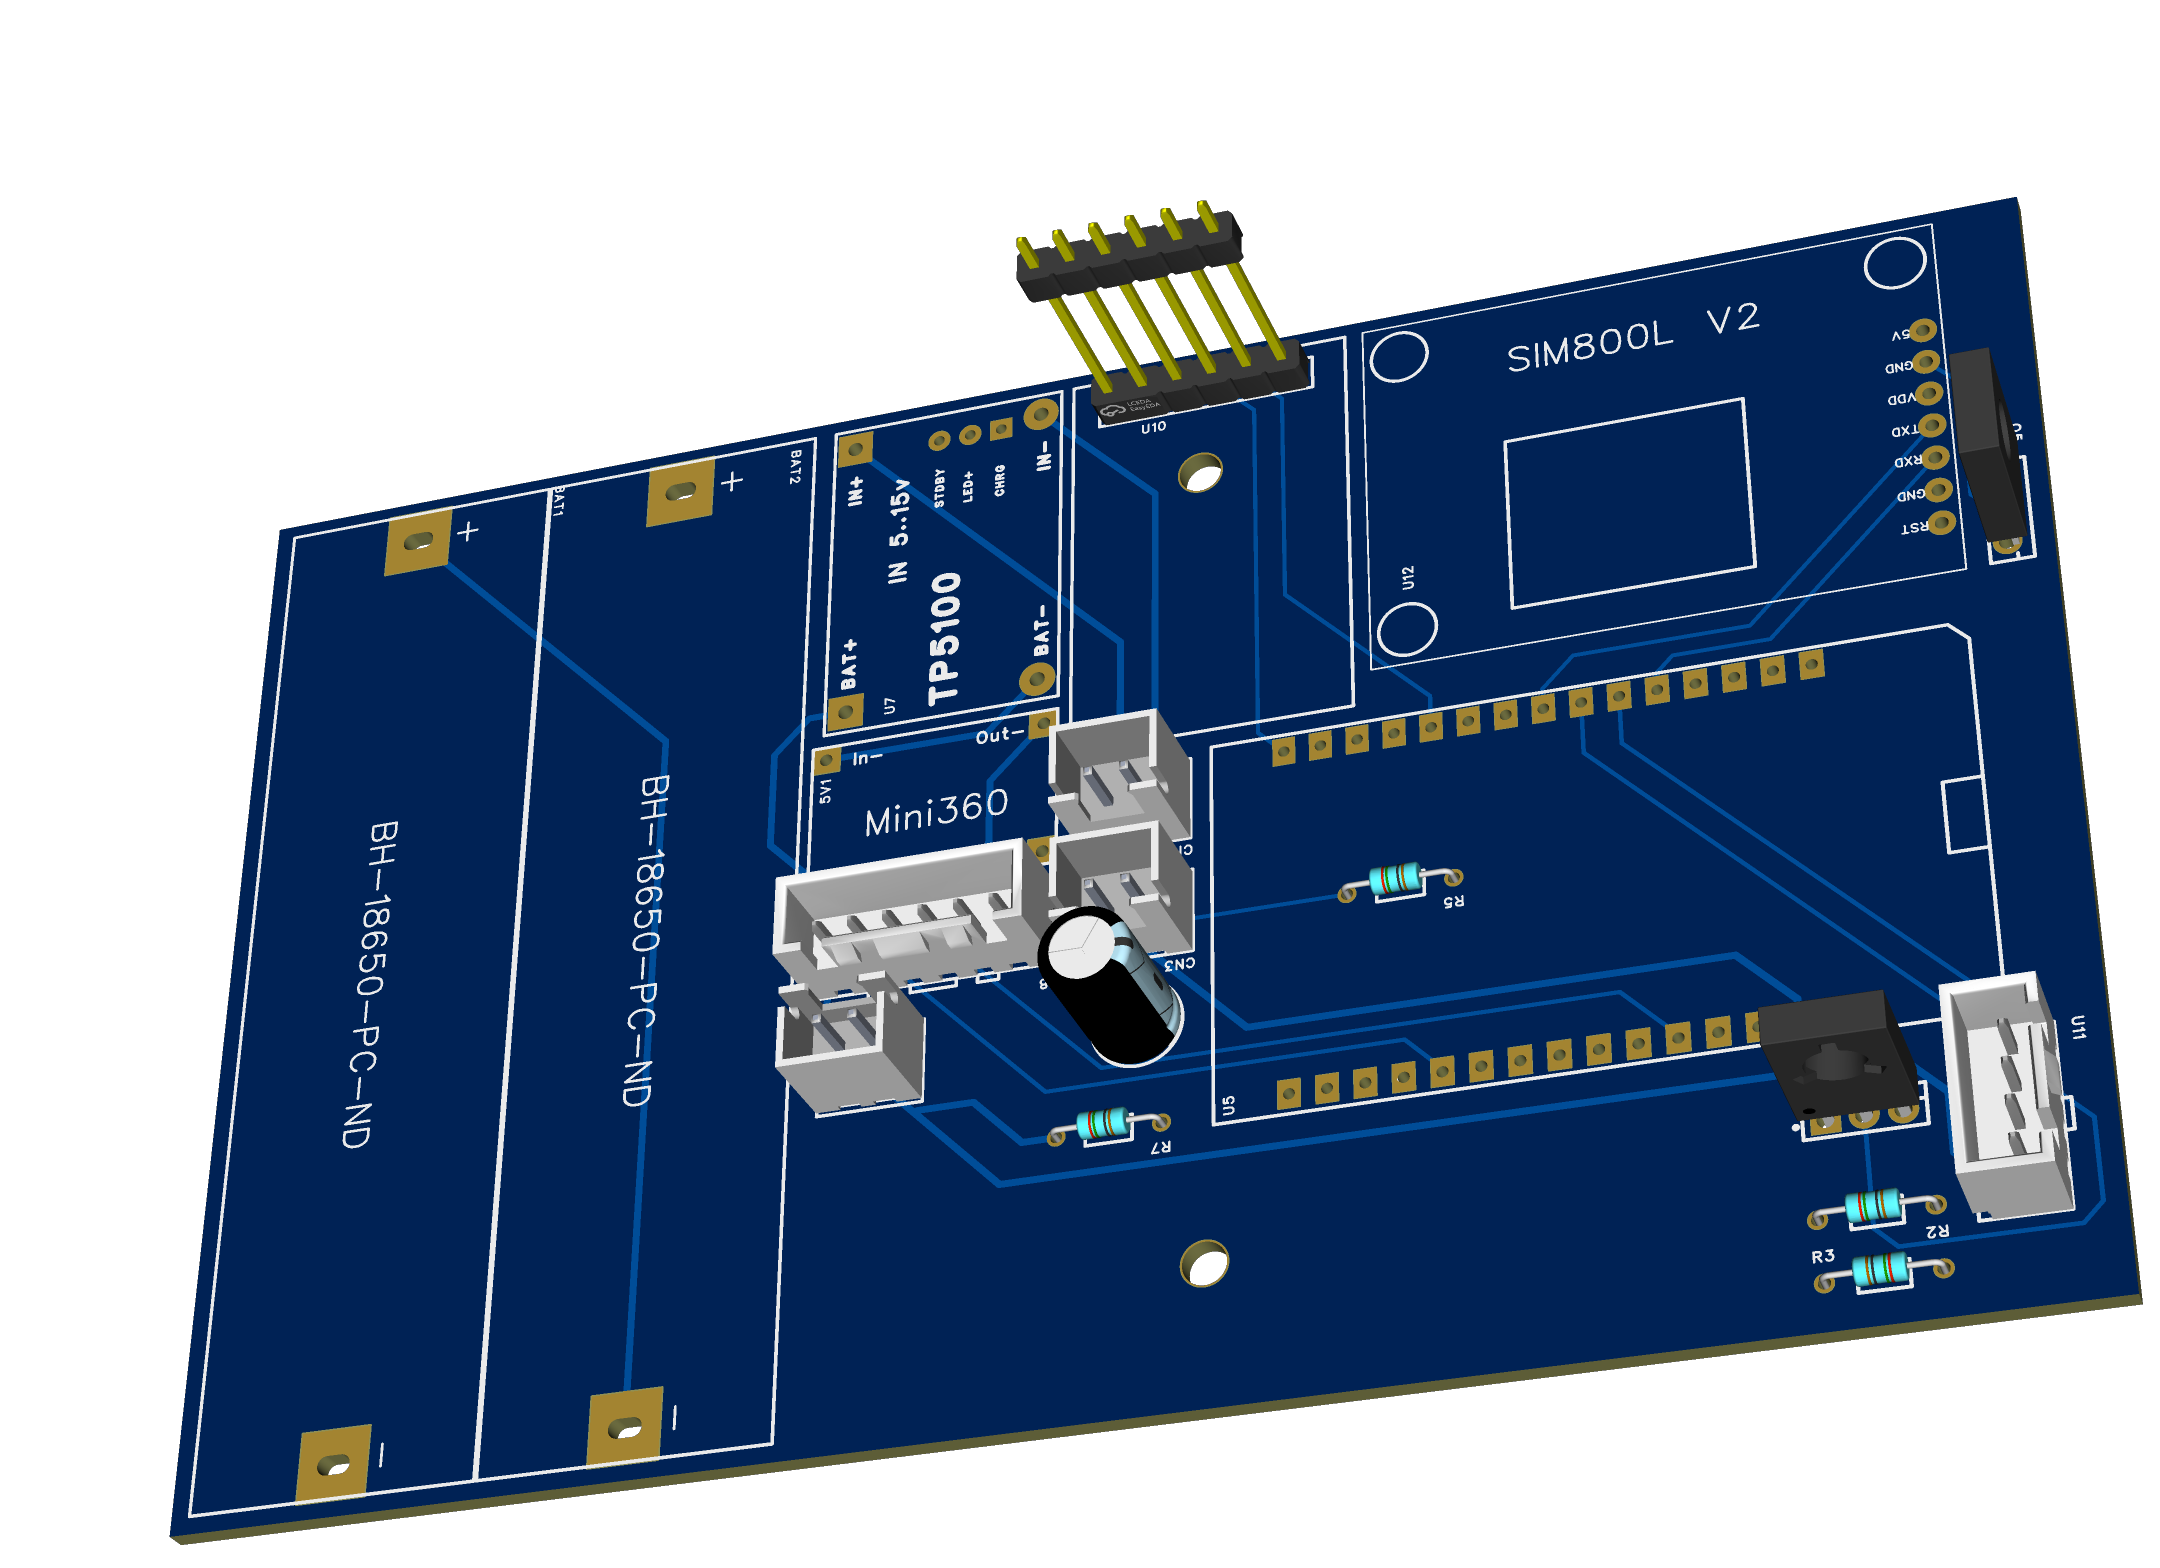 BAT1
+
BH-18650-PC-ND
-
BAT2
+
BH-18650-PC-ND
-
IN+
STDBY
LED+
CHRG
IN-
IN 5..15v
TP5100
BAT+
BAT-
U7
In-
Out-
5V1
Mini360
LCEDA
EasyEDA
U10
SIM800L V2
5V
GND
VDD
TXD
RXD
GND
RST
U12
CN3
R5
U5
R7
U11
R2
R3